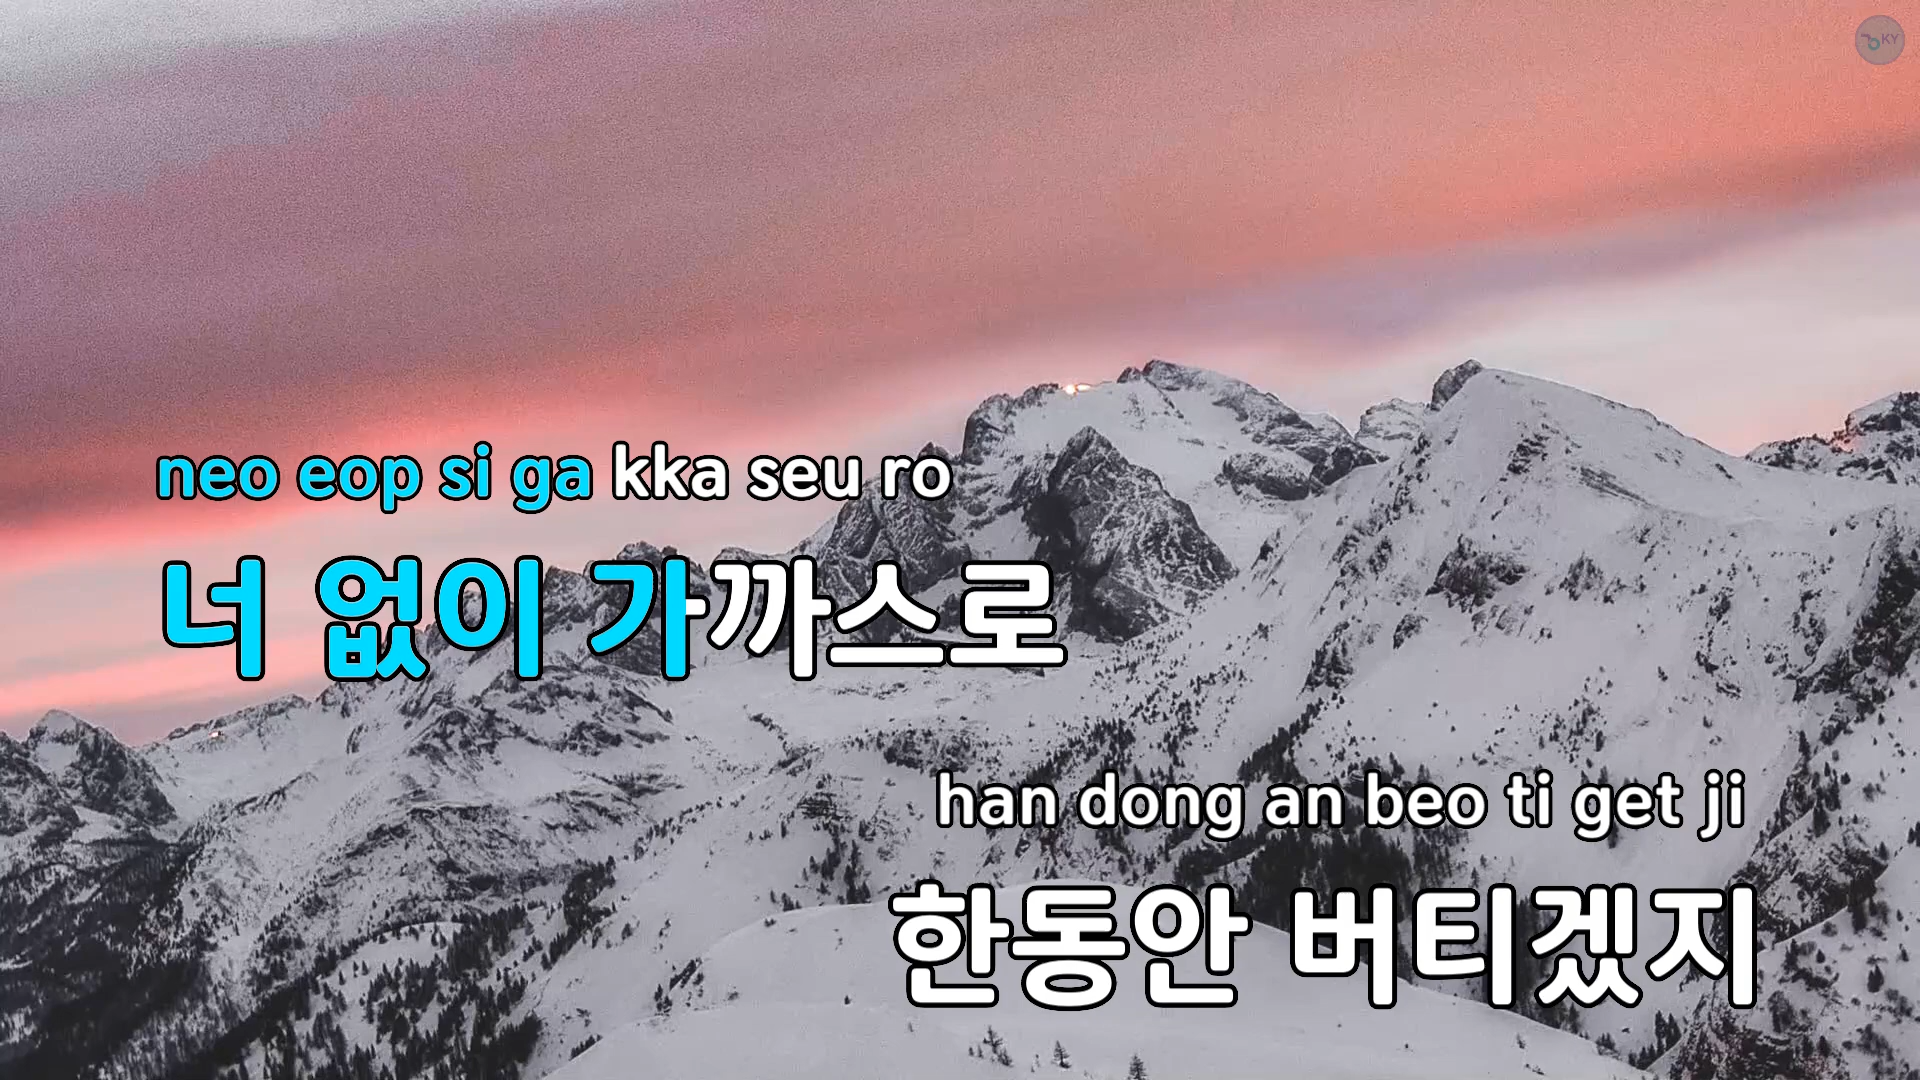 KY
neo eop si ga kka seu ro
너 없이 가까스로
han dong an beo ti get ji
한동안 버티겠지